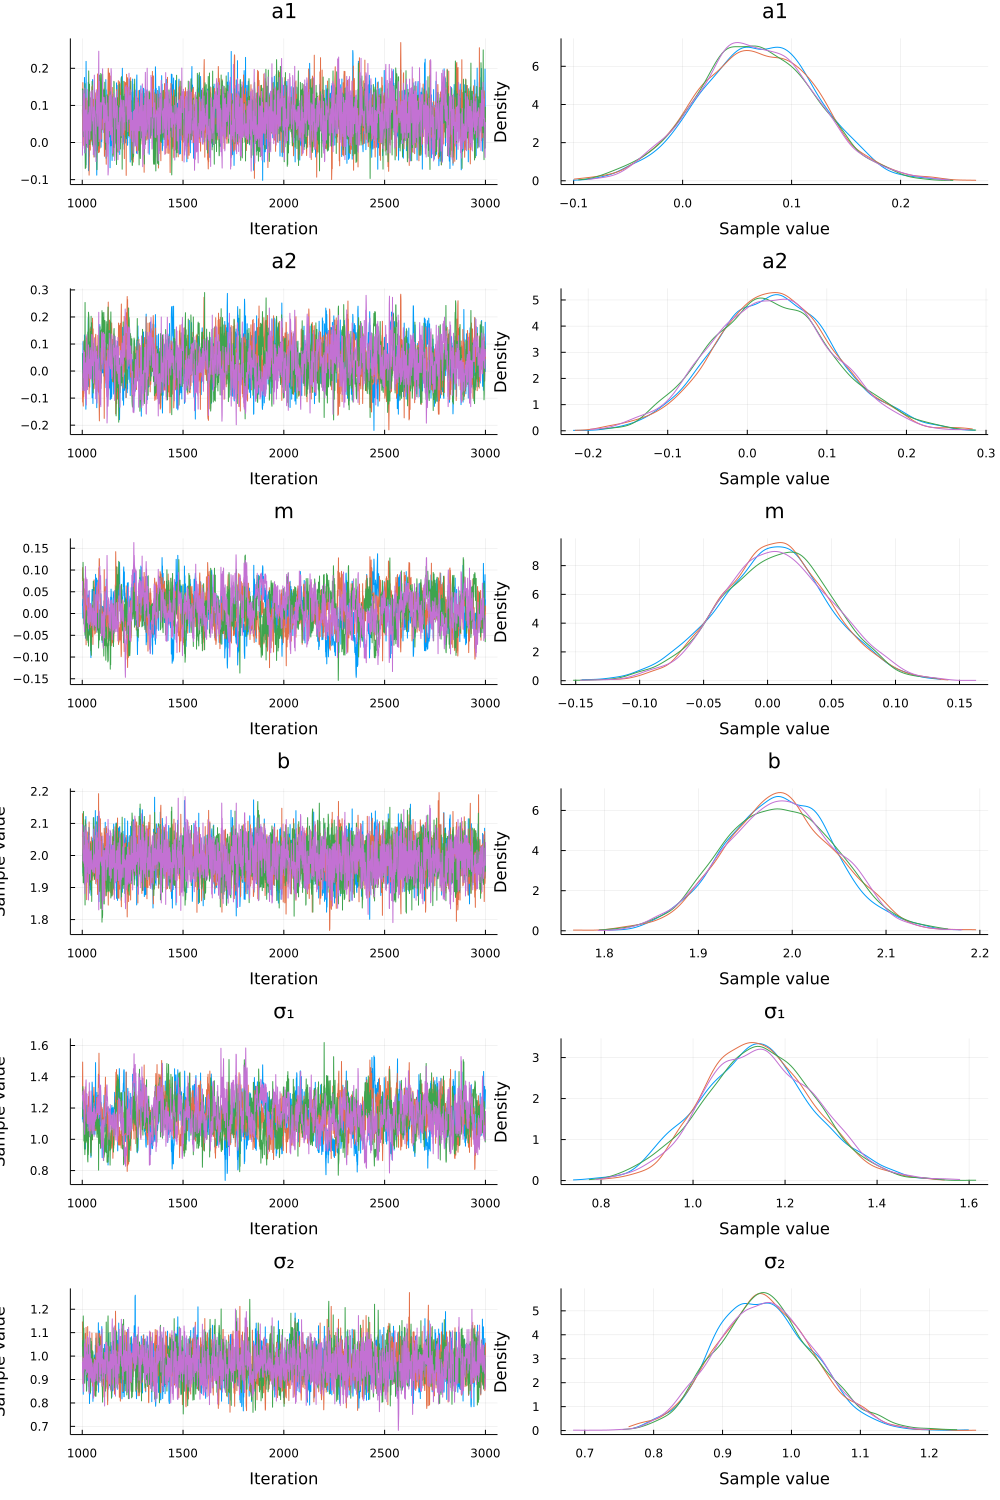 a1
a1
0.2
0.1
0.0
−0.1
1000 1500 2000 2500 3000
Iteration
Density
6
4
2
0
−0.1 0.0 0.1 0.2
Sample value
a2
a2
0.3
0.2
0.1
0.0
−0.1
−0.2
1000 1500 2000 2500 3000
Iteration
Density
5
4
3
2
1
0
−0.2 −0.1 0.0 0.1 0.2 0.3
Sample value
m
m
0.15
0.10
0.05
0.00
−0.05
−0.10
−0.15
1000 1500 2000 2500 3000
Iteration
Density
8
6
4
2
0
−0.15 −0.10 −0.05 0.00 0.05 0.10 0.15
Sample value
b
b
Sample value
2.2
2.1
2.0
1.9
1.8
1000 1500 2000 2500 3000
Iteration
Density
6
4
2
0
1.8 1.9 2.0 2.1 2.2
Sample value
σ₁
σ₁
Sample value
1.6
1.4
1.2
1.0
0.8
1000 1500 2000 2500 3000
Iteration
Density
3
2
1
0
0.8 1.0 1.2 1.4 1.6
Sample value
σ₂
σ₂
Sample value
1.2
1.1
1.0
0.9
0.8
0.7
1000 1500 2000 2500 3000
Iteration
Density
5
4
3
2
1
0
0.7 0.8 0.9 1.0 1.1 1.2
Sample value